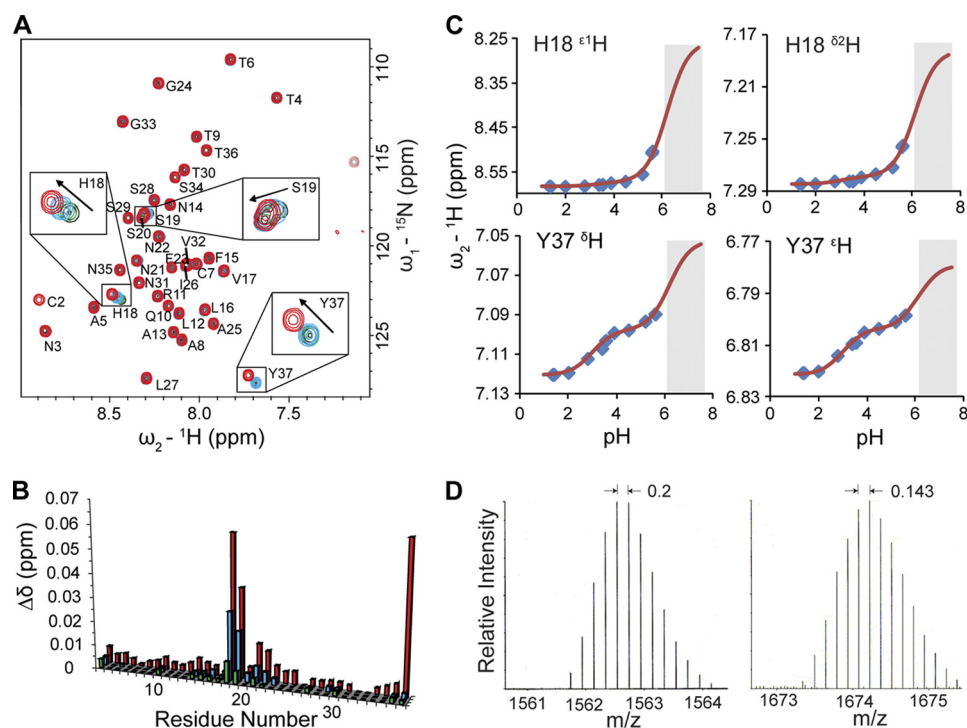 A
T6
G24
T4
G33
T9
T36
T30
S34
H18
S28
N14
S19
S29
S19
S20
V32
N22
F15
F23
C7
N35
N21
V17
N31
I26
R11
C2
H18
L16
Q10
L12
A25
Y37
A5
N3
A13
A8
Y37
L27
110
115
120
125
ω1 - 15N (ppm)
8.5 8.0 7.5
ω2 - 1H (ppm)
B
0.07
0.06
0.05
0.04
0.03
0.02
0.01
0
Δδ (ppm)
10 20 30
Residue Number
C
H18 ε1H
8.25
8.35
8.45
8.55
0 2 4 6 8
H18 δ2H
7.17
7.21
7.25
7.29
0 2 4 6 8
ω2 - 1H (ppm)
Y37 δH
7.05
7.07
7.09
7.11
7.13
0 2 4 6 8
pH
Y37 εH
6.77
6.79
6.81
6.83
0 2 4 6 8
pH
D
0.2
0.143
Relative Intensity
1561 1562 1563 1564
m/z
1673 1674 1675
m/z